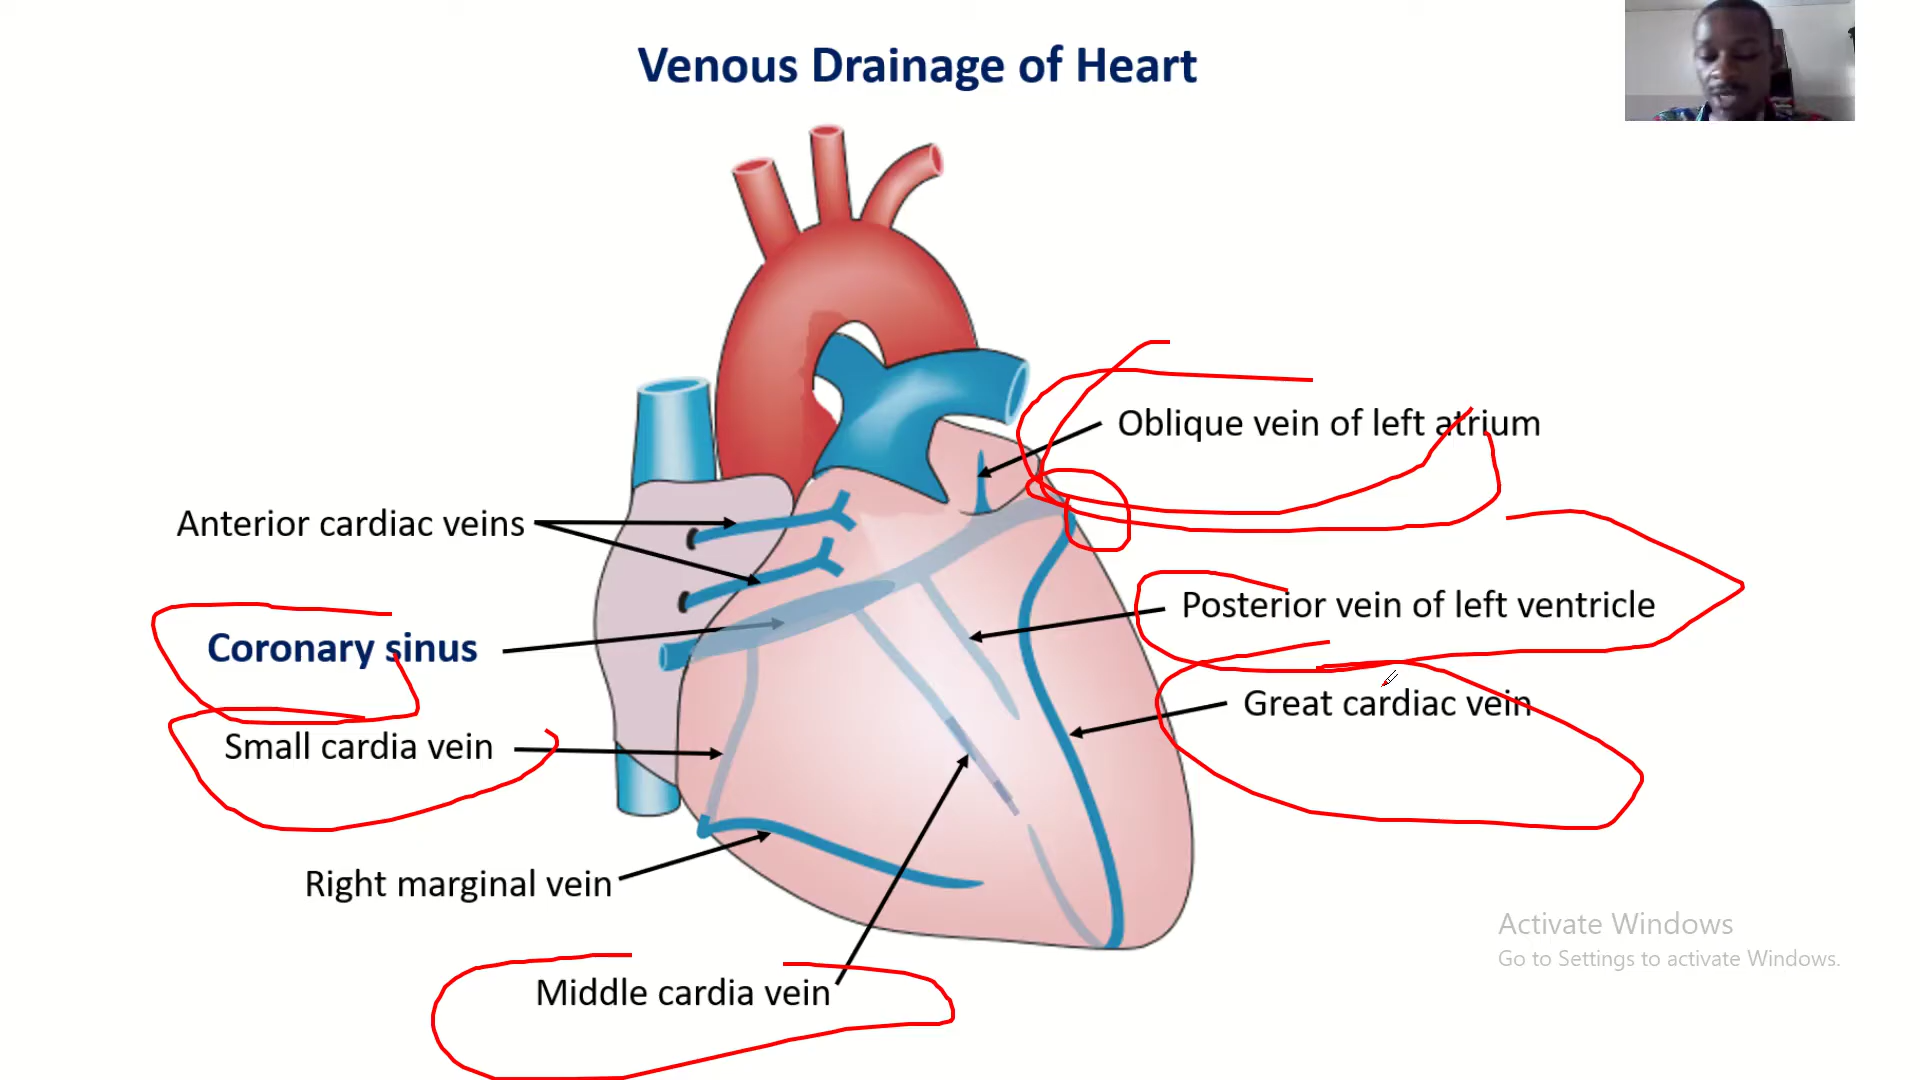 Venous Drainage of Heart
Oblique vein of left atrium
Anterior cardiac veins
Posterior vein of left ventricle
Coronary sinus
Great cardiac vein
Small cardia vein
Right marginal vein
Middle cardia vein
Activate Windows
Go to Settings to activate Windows.